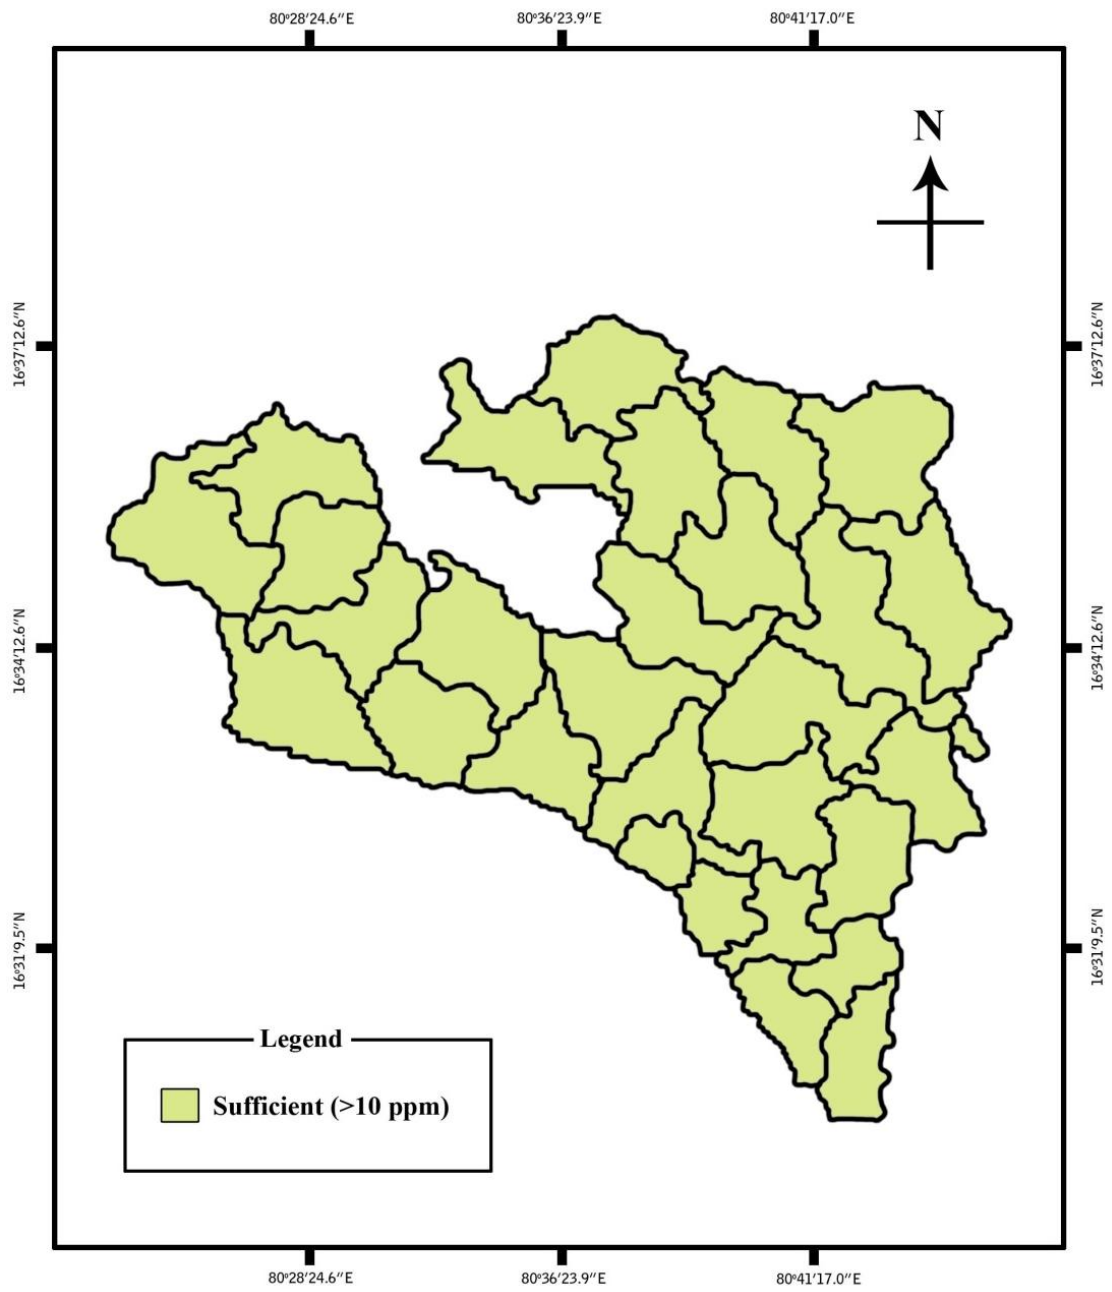 80°28′24.6″E
80°36′23.9″E
80°41′17.0″E
N
16°37′12.6″N
16°37′12.6″N
16°34′12.6″N
16°34′12.6″N
16°31′9.5″N
16°31′9.5″N
Legend
Sufficient (>10 ppm)
80°28′24.6″E
80°36′23.9″E
80°41′17.0″E